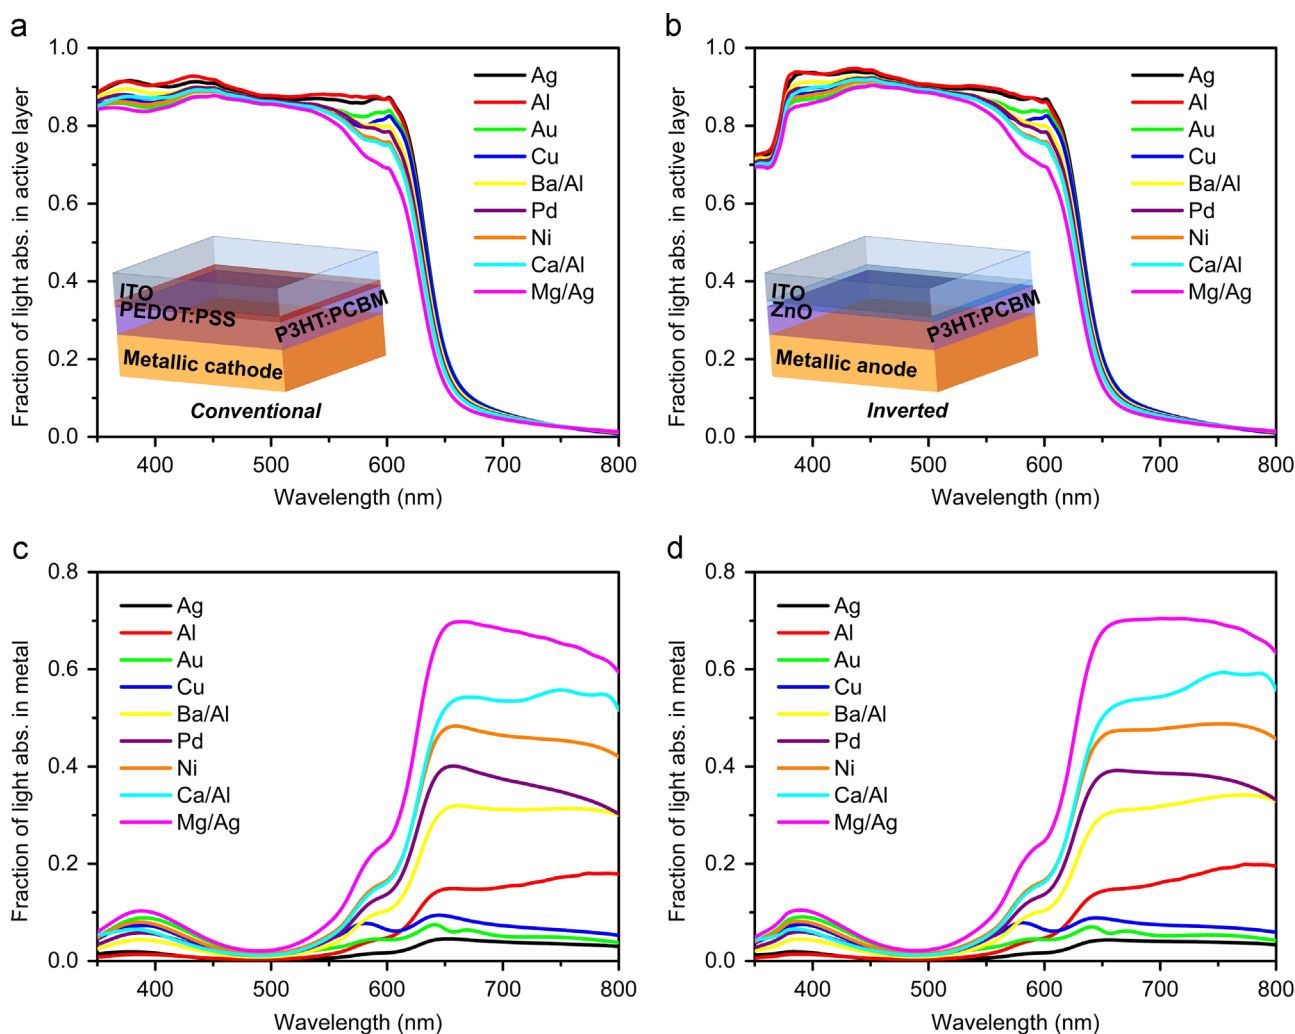 a
1.0
0.8
0.6
0.4
0.2
0.0
Fraction of light abs. in active layer
Ag
Al
Au
Cu
Ba/Al
Pd
Ni
Ca/Al
Mg/Ag
ITO
PEDOT:PSS
P3HT:PCBM
Metallic cathode
Conventional
400 500 600 700 800
Wavelength (nm)
b
1.0
0.8
0.6
0.4
0.2
0.0
Fraction of light abs. in active layer
Ag
Al
Au
Cu
Ba/Al
Pd
Ni
Ca/Al
Mg/Ag
ITO
ZnO
P3HT:PCBM
Metallic anode
Inverted
400 500 600 700 800
Wavelength (nm)
c
0.8
0.6
0.4
0.2
0.0
Fraction of light abs. in metal
Ag
Al
Au
Cu
Ba/Al
Pd
Ni
Ca/Al
Mg/Ag
400 500 600 700 800
Wavelength (nm)
d
0.8
0.6
0.4
0.2
0.0
Fraction of light abs. in metal
Ag
Al
Au
Cu
Ba/Al
Pd
Ni
Ca/Al
Mg/Ag
400 500 600 700 800
Wavelength (nm)